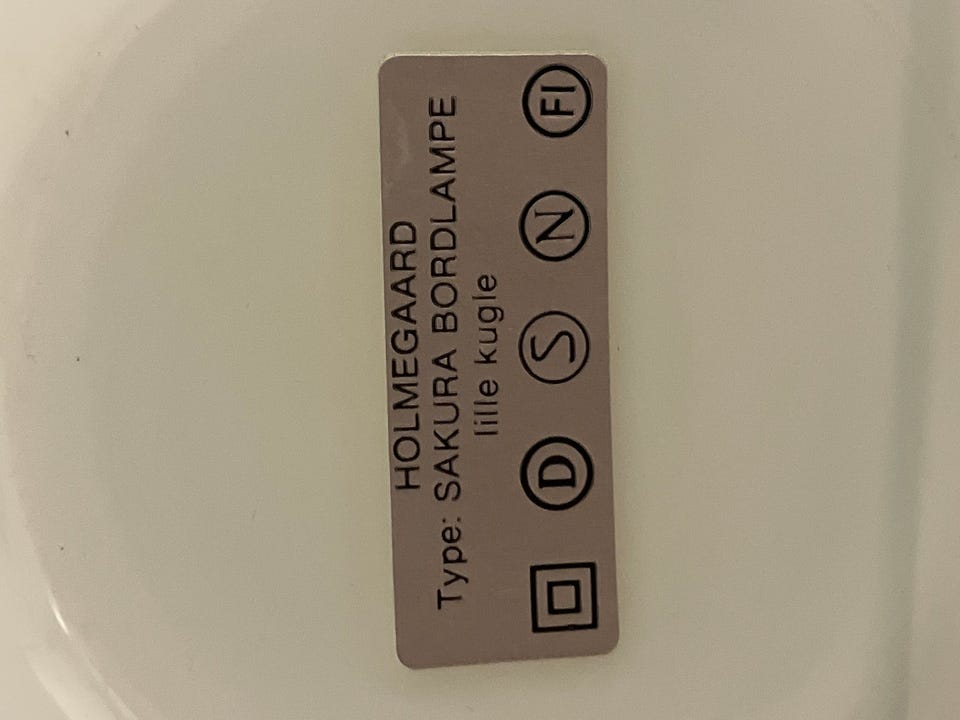 HOLMEGAARD
Type: SAKURA BORDLAMPE
lille kugle
D S N FI